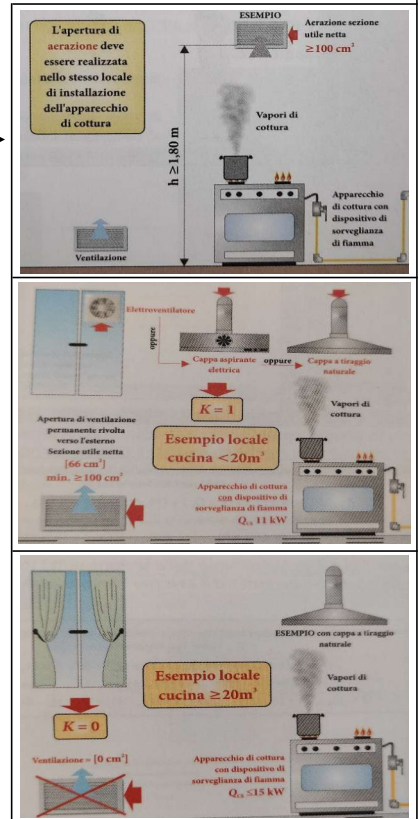 L'apertura di
aerazione deve
essere realizzata
nello stesso locale
di installazione
dell'apparecchio
di cottura
ESEMPIO
Aerazione sezione
utile netta
≥100 cm²
h ≥ 1,80 m
Vapori di
cottura
Apparecchio
di cottura con
dispositivo di
sorveglianza
di fiamma
Ventilazione
Elettroventilatore
oppure
Cappa aspirante
elettrica
oppure
Cappa a tiraggio
naturale
K = 1
Esempio locale
cucina <20m³
Vapori di
cottura
Apertura di ventilazione
permanente rivolta
verso l'esterno
Sezione utile netta
[66 cm²]
min. ≥100 cm²
Apparecchio di cottura
con dispositivo di
sorveglianza di fiamma
Qcs 11 kW
ESEMPIO con cappa a tiraggio
naturale
Esempio locale
cucina ≥20m³
Vapori di
cottura
K = 0
Ventilazione = [0 cm²]
Apparecchio di cottura
con dispositivo di
sorveglianza di fiamma
Qcs ≤15 kW